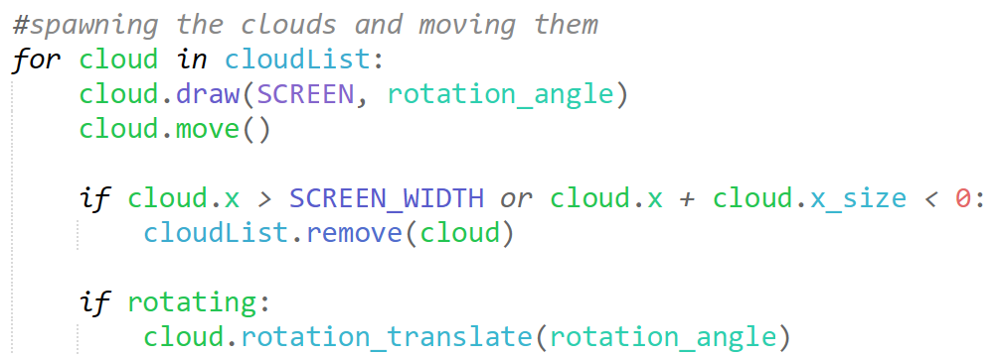 #spawning the clouds and moving them
for cloud in cloudList:
    cloud.draw(SCREEN, rotation_angle)
    cloud.move()

    if cloud.x > SCREEN_WIDTH or cloud.x + cloud.x_size < 0:
        cloudList.remove(cloud)

    if rotating:
        cloud.rotation_translate(rotation_angle)